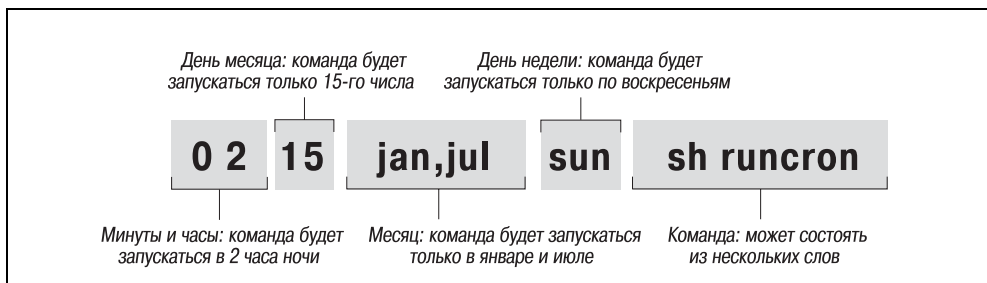 День месяца: команда будет
запускаться только 15-го числа
День недели: команда будет
запускаться только по воскресеньям
0 2 15 jan,jul sun sh runcron
Минуты и часы: команда будет
запускаться в 2 часа ночи
Месяц: команда будет запускаться
только в январе и июле
Команда: может состоять
из нескольких слов